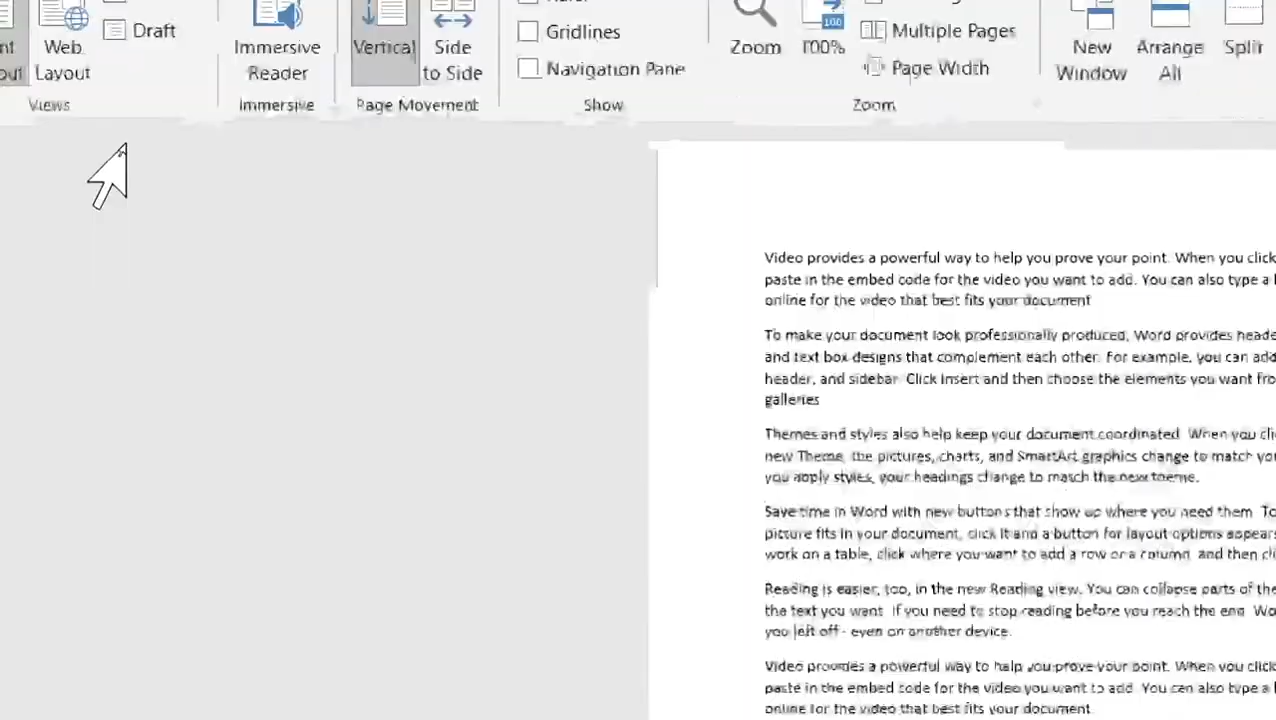 Draft
Gridlines
Multiple Pages
Web
Layout
Immersive
Reader
Vertical
Side
to Side
Navigation Pane
Zoom
100%
Page Width
New
Window
Arrange
All
Split
Views
Immersive
Page Movement
Show
Zoom
Video provides a powerful way to help you prove your point. When you click
paste in the embed code for the video you want to add. You can also type a
online for the video that best fits your document
To make your document look professionally produced, Word provides heade
and text box designs that complement each other. For example, you can add
header, and sidebar. Click Insert and then choose the elements you want fro
galleries
Themes and styles also help keep your document coordinated. When you cli
new Theme, the pictures, charts, and SmartArt graphics change to match you
you apply styles, your headings change to match the new theme.
Save time in Word with new buttons that show up where you need them. To
picture fits in your document, click it and a button for layout options appears
work on a table, click where you want to add a row or a column, and then cli
Reading is easier, too, in the new Reading view. You can collapse parts of the
the text you want. If you need to stop reading before you reach the end, Wo
you left off - even on another device.
Video provides a powerful way to help you prove your point. When you click
paste in the embed code for the video you want to add. You can also type a
online for the video that best fits your document.